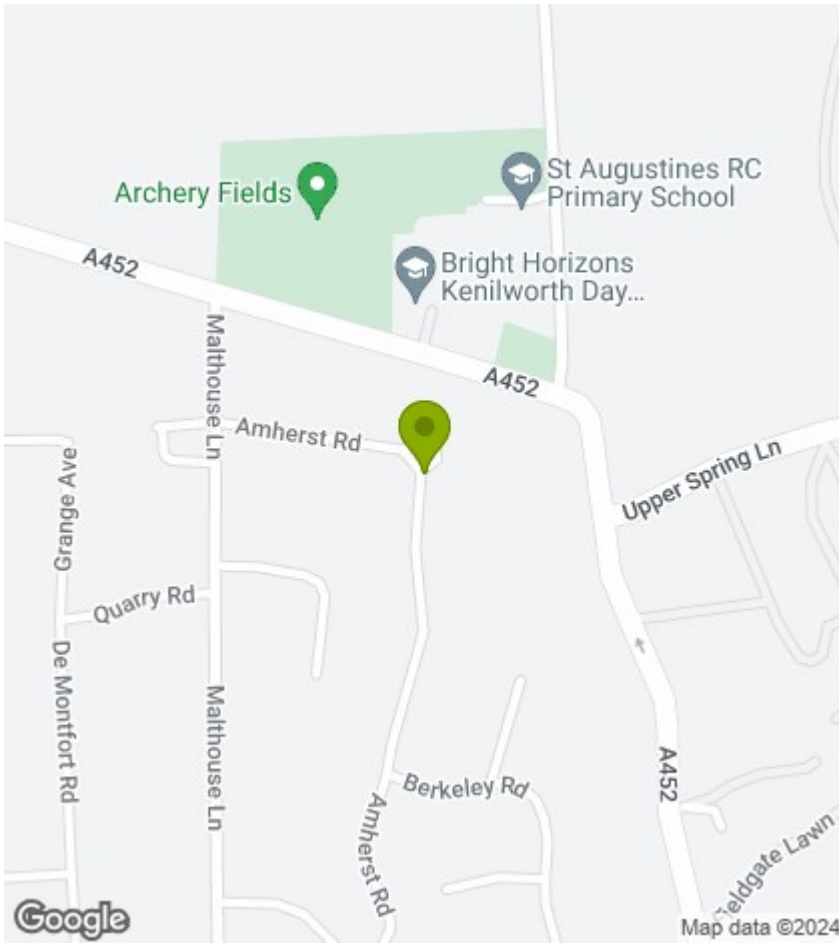 Archery Fields
St Augustines RC
Primary School
A452
Bright Horizons
Kenilworth Day...
Malthouse Ln
A452
Amherst Rd
Grange Ave
Upper Spring Ln
Quarry Rd
De Montfort Rd
Malthouse Ln
A452
Berkeley Rd
Amherst Rd
Fieldgate Lawn
Google
Map data ©2024